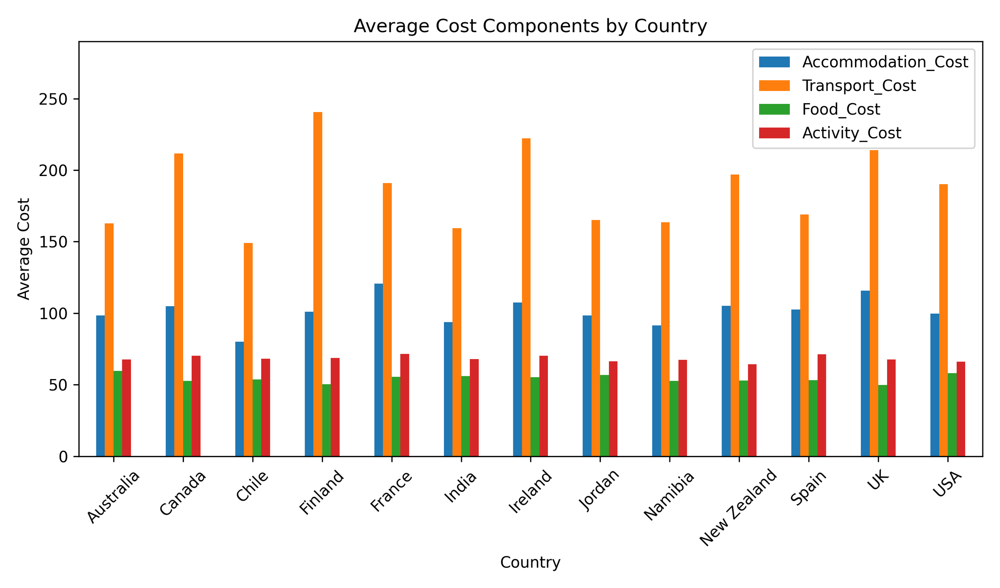 Average Cost Components by Country
Accommodation_Cost
Transport_Cost
Food_Cost
Activity_Cost
Average Cost
250
200
150
100
50
0
Australia
Canada
Chile
Finland
France
India
Ireland
Jordan
Namibia
New Zealand
Spain
UK
USA
Country